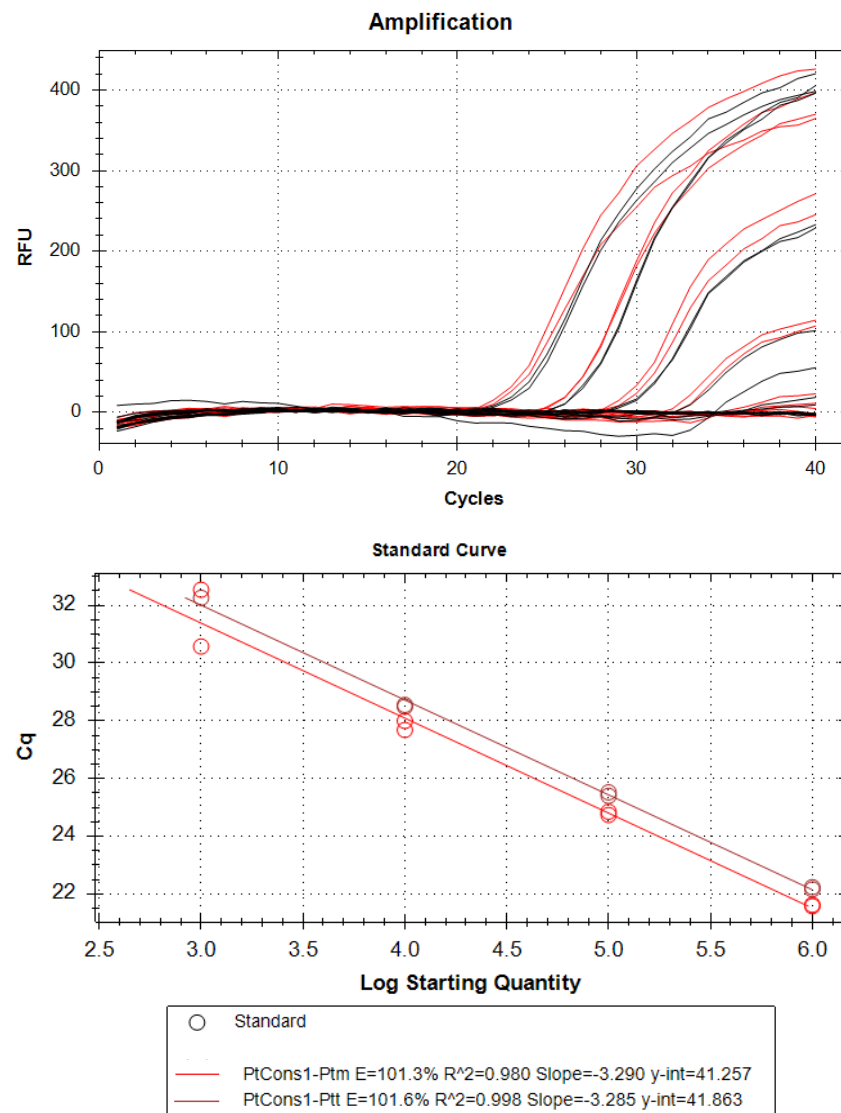 Amplification
400
300
200
100
0
RFU
0 10 20 30 40
Cycles
Standard Curve
32
30
28
26
24
22
Cq
2.5 3.0 3.5 4.0 4.5 5.0 5.5 6.0
Log Starting Quantity
Standard
PtCons1-Ptm E=101.3% R^2=0.980 Slope=-3.290 y-int=41.257
PtCons1-Ptt E=101.6% R^2=0.998 Slope=-3.285 y-int=41.863